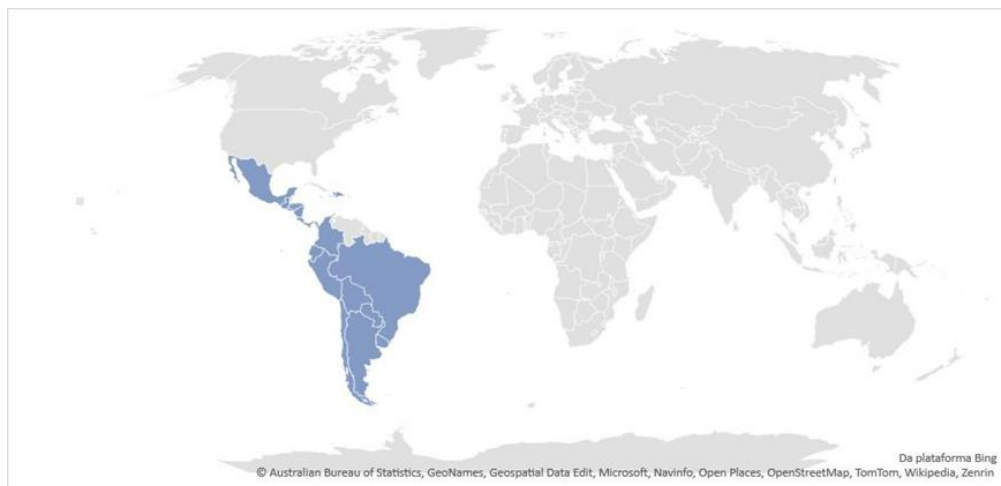 Da plataforma Bing
© Australian Bureau of Statistics, GeoNames, Geospatial Data Edit, Microsoft, Navinfo, Open Places, OpenStreetMap, TomTom, Wikipedia, Zenrin